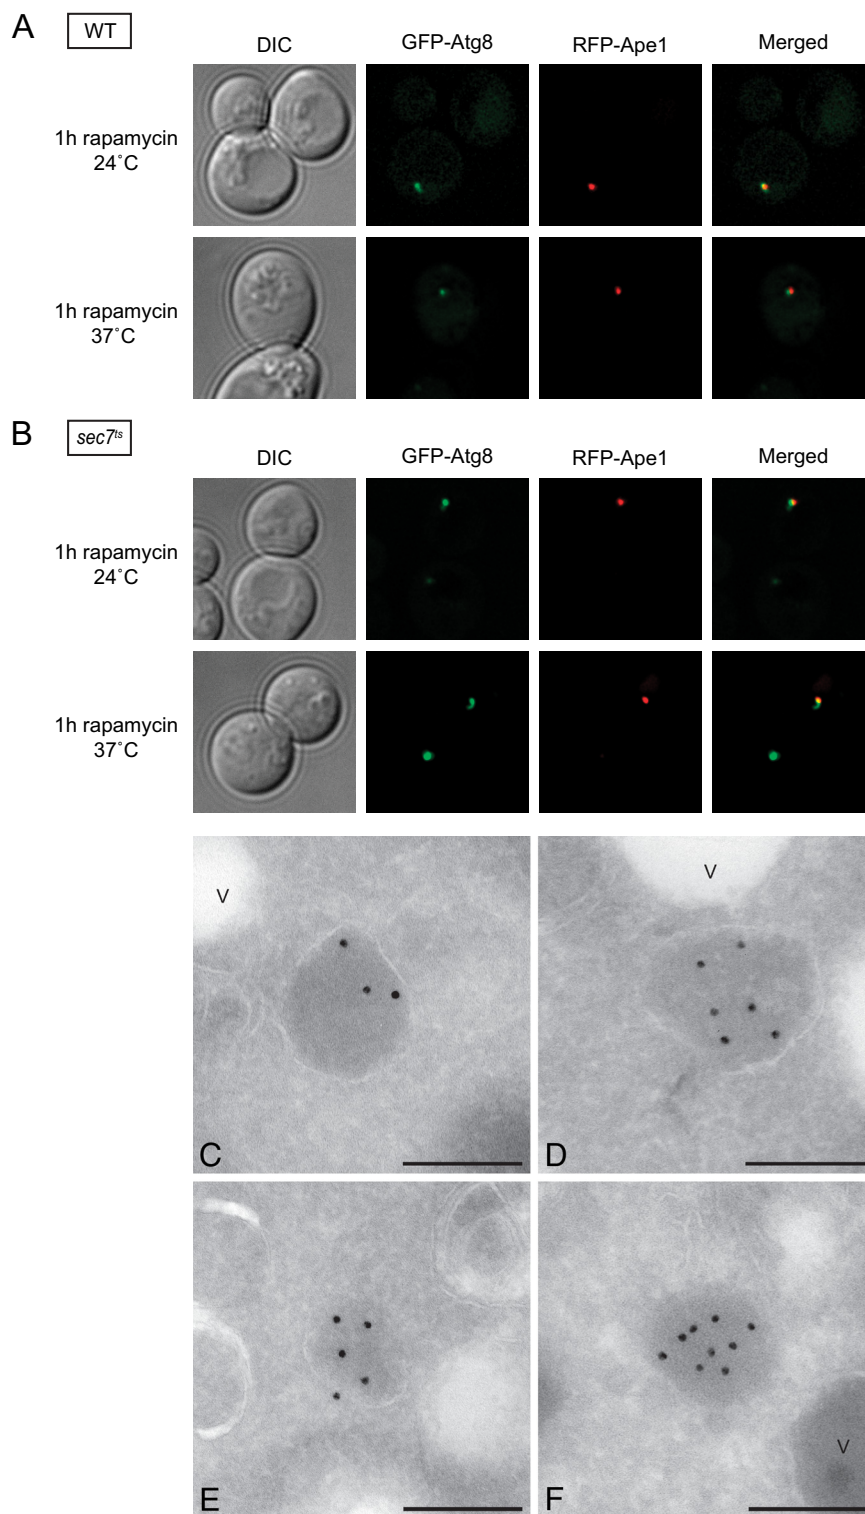 A WT
DIC GFP-Atg8 RFP-Ape1 Merged
1h rapamycin
24˚C
1h rapamycin
37˚C
B sec7ts
DIC GFP-Atg8 RFP-Ape1 Merged
1h rapamycin
24˚C
1h rapamycin
37˚C
V V
C D
E V F